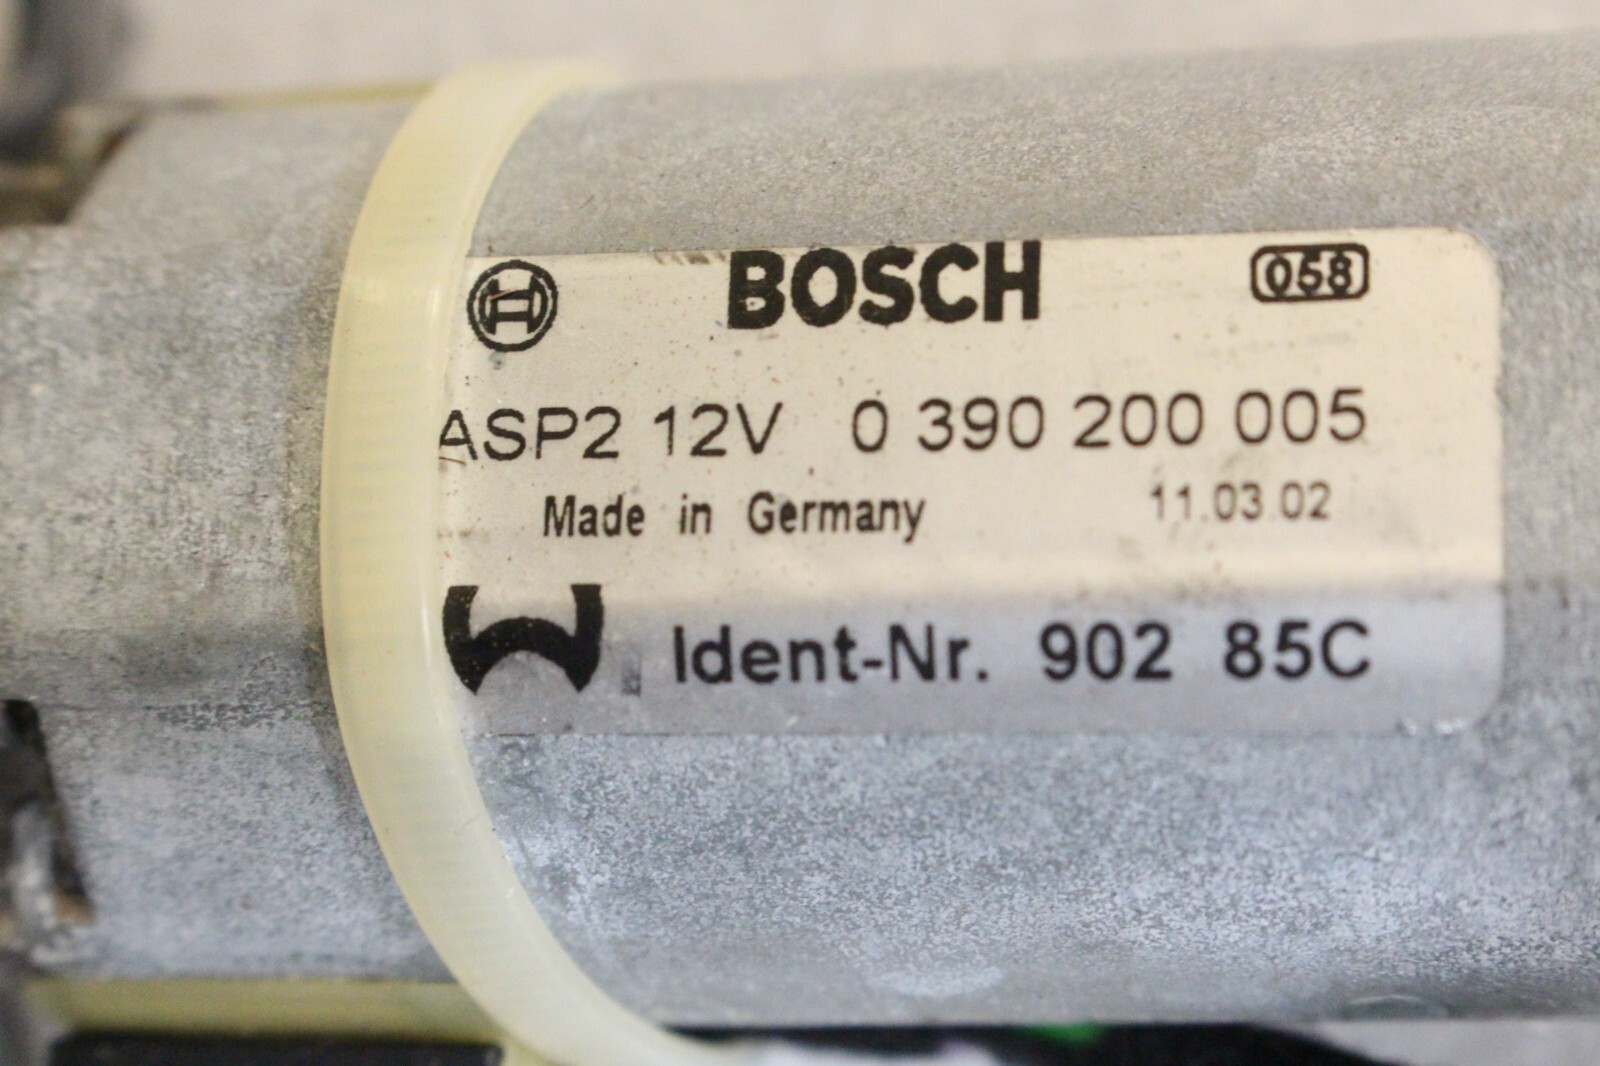 BOSCH 058
ASP2 12V 0 390 200 005
Made in Germany 11.03.02
Ident-Nr. 902 85C